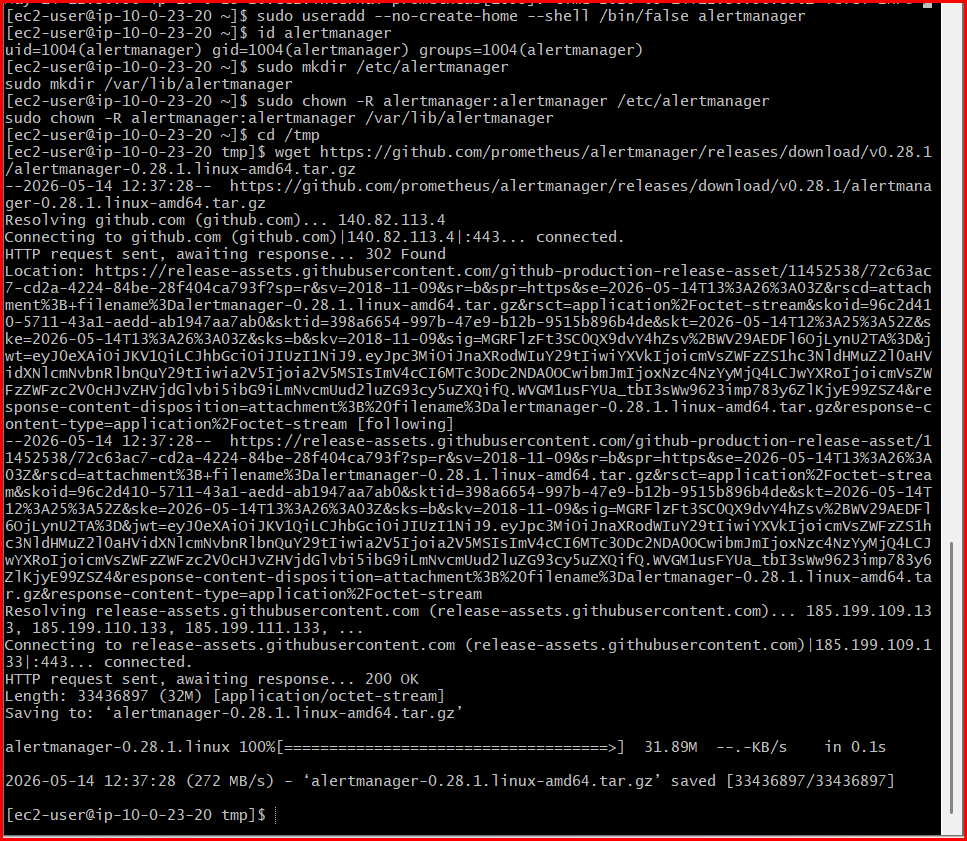 [ec2-user@ip-10-0-23-20 ~]$ sudo useradd --no-create-home --shell /bin/false alertmanager
[ec2-user@ip-10-0-23-20 ~]$ id alertmanager
uid=1004(alertmanager) gid=1004(alertmanager) groups=1004(alertmanager)
[ec2-user@ip-10-0-23-20 ~]$ sudo mkdir /etc/alertmanager
sudo mkdir /var/lib/alertmanager
[ec2-user@ip-10-0-23-20 ~]$ sudo chown -R alertmanager:alertmanager /etc/alertmanager
sudo chown -R alertmanager:alertmanager /var/lib/alertmanager
[ec2-user@ip-10-0-23-20 ~]$ cd /tmp
[ec2-user@ip-10-0-23-20 tmp]$ wget https://github.com/prometheus/alertmanager/releases/download/v0.28.1
/alertmanager-0.28.1.linux-amd64.tar.gz
--2026-05-14 12:37:28--  https://github.com/prometheus/alertmanager/releases/download/v0.28.1/alertmana
ger-0.28.1.linux-amd64.tar.gz
Resolving github.com (github.com)... 140.82.113.4
Connecting to github.com (github.com)|140.82.113.4|:443... connected.
HTTP request sent, awaiting response... 302 Found
Location: https://release-assets.githubusercontent.com/github-production-release-asset/11452538/72c63ac
7-cd2a-4224-84be-28f404ca793f?sp=r&sv=2018-11-09&sr=b&spr=https&se=2026-05-14T13%3A26%3A03Z&rscd=attach
ment%3B+filename%3Dalertmanager-0.28.1.linux-amd64.tar.gz&rsct=application%2Foctet-stream&skoid=96c2d41
0-5711-43a1-aedd-ab1947aa7ab0&sktid=398a6654-997b-47e9-b12b-9515b896b4de&skt=2026-05-14T12%3A25%3A52Z&s
ke=2026-05-14T13%3A26%3A03Z&sks=b&skv=2018-11-09&sig=MGRFlzFt3SCOQX9dvY4hZsv%2BWV29AEDFl6OjLynU2TA%3D&j
wt=eyJ0eXAiOiJKV1QiLCJhbGciOiJIUzI1NiJ9.eyJpc3MiOiJnaXRodWIuY29tIiwiYXVkIjoicmVsZWFzZS1hc3NldHMuZ2l0aHV
idXNlcmNvbnRlbnQuY29tIiwia2V5Ijoia2V5MSIsImV4cCI6MTc3ODc2NDA0OCwibmJmIjoxNzc4NzYyMjQ4LCJwYXRoIjoicmVsZW
FzZWFzc2V0cHJvZHVjdGlvbi5ibG9iLmNvcmUud2luZG93cy5uZXQifQ.WVGM1usFYUa_tbI3sWw9623imp783y6ZlKjyE99ZSZ4&re
sponse-content-disposition=attachment%3B%20filename%3Dalertmanager-0.28.1.linux-amd64.tar.gz&response-c
ontent-type=application%2Foctet-stream [following]
--2026-05-14 12:37:28--  https://release-assets.githubusercontent.com/github-production-release-asset/1
1452538/72c63ac7-cd2a-4224-84be-28f404ca793f?sp=r&sv=2018-11-09&sr=b&spr=https&se=2026-05-14T13%3A26%3A
03Z&rscd=attachment%3B+filename%3Dalertmanager-0.28.1.linux-amd64.tar.gz&rsct=application%2Foctet-strea
m&skoid=96c2d410-5711-43a1-aedd-ab1947aa7ab0&sktid=398a6654-997b-47e9-b12b-9515b896b4de&skt=2026-05-14T
12%3A25%3A52Z&ske=2026-05-14T13%3A26%3A03Z&sks=b&skv=2018-11-09&sig=MGRFlzFt3SCOQX9dvY4hZsv%2BWV29AEDFl
6OjLynU2TA%3D&jwt=eyJ0eXAiOiJKV1QiLCJhbGciOiJIUzI1NiJ9.eyJpc3MiOiJnaXRodWIuY29tIiwiYXVkIjoicmVsZWFzZS1h
c3NldHMuZ2l0aHVidXNlcmNvbnRlbnQuY29tIiwia2V5Ijoia2V5MSIsImV4cCI6MTc3ODc2NDA0OCwibmJmIjoxNzc4NzYyMjQ4LCJ
wYXRoIjoicmVsZWFzZWFzc2V0cHJvZHVjdGlvbi5ibG9iLmNvcmUud2luZG93cy5uZXQifQ.WVGM1usFYUa_tbI3sWw9623imp783y6
ZlKjyE99ZSZ4&response-content-disposition=attachment%3B%20filename%3Dalertmanager-0.28.1.linux-amd64.ta
r.gz&response-content-type=application%2Foctet-stream
Resolving release-assets.githubusercontent.com (release-assets.githubusercontent.com)... 185.199.109.13
3, 185.199.110.133, 185.199.111.133, ...
Connecting to release-assets.githubusercontent.com (release-assets.githubusercontent.com)|185.199.109.1
33|:443... connected.
HTTP request sent, awaiting response... 200 OK
Length: 33436897 (32M) [application/octet-stream]
Saving to: ‘alertmanager-0.28.1.linux-amd64.tar.gz’
alertmanager-0.28.1.linux 100%[====================================>]  31.89M  --.-KB/s    in 0.1s
2026-05-14 12:37:28 (272 MB/s) - ‘alertmanager-0.28.1.linux-amd64.tar.gz’ saved [33436897/33436897]
[ec2-user@ip-10-0-23-20 tmp]$